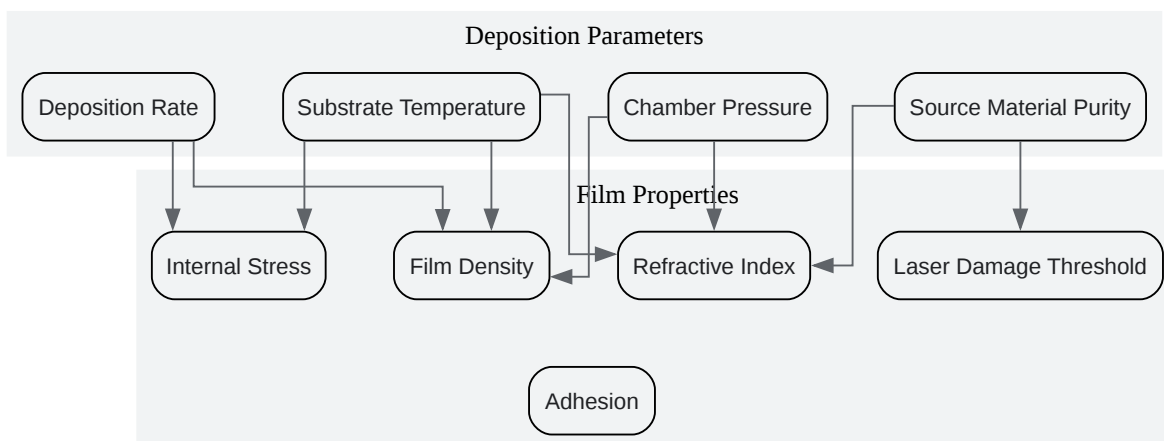 Deposition Parameters
Deposition Rate
Substrate Temperature
Chamber Pressure
Source Material Purity
Film Properties
Internal Stress
Film Density
Refractive Index
Laser Damage Threshold
Adhesion